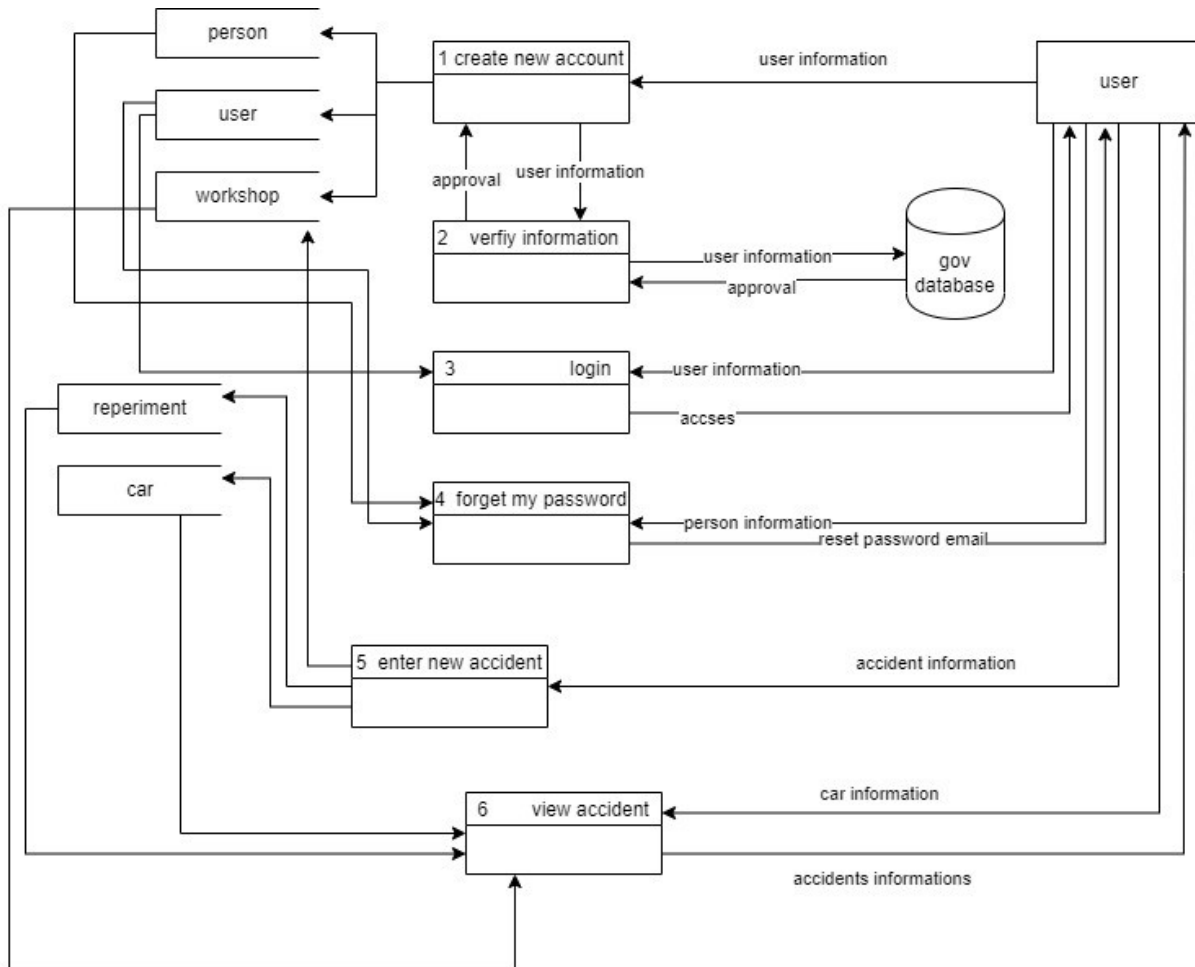 person
1 create new account
user information
user
user
approval
user information
workshop
2 verfiy information
user information
gov
database
approval
3 login
user information
reperiment
accses
car
4 forget my password
person information
reset password email
5 enter new accident
accident information
car information
6 view accident
accidents informations